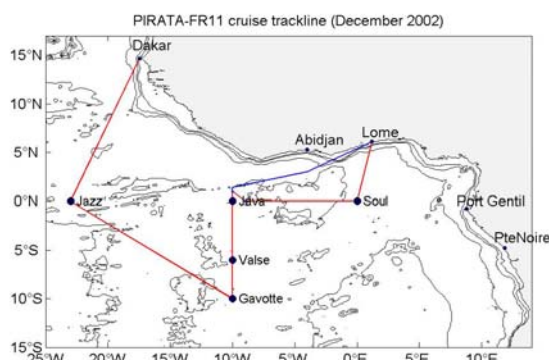 PIRATA-FR11 cruise trackline (December 2002)
15°N
Dakar
10°N
5°N
Abidjan
Lome
0°N
Jazz
Java
Soul
Port Gentil
5°S
Valse
PteNoire
10°S
Gavotte
15°S
25°W
20°W
15°W
10°W
5°W
0°E
5°E
10°E